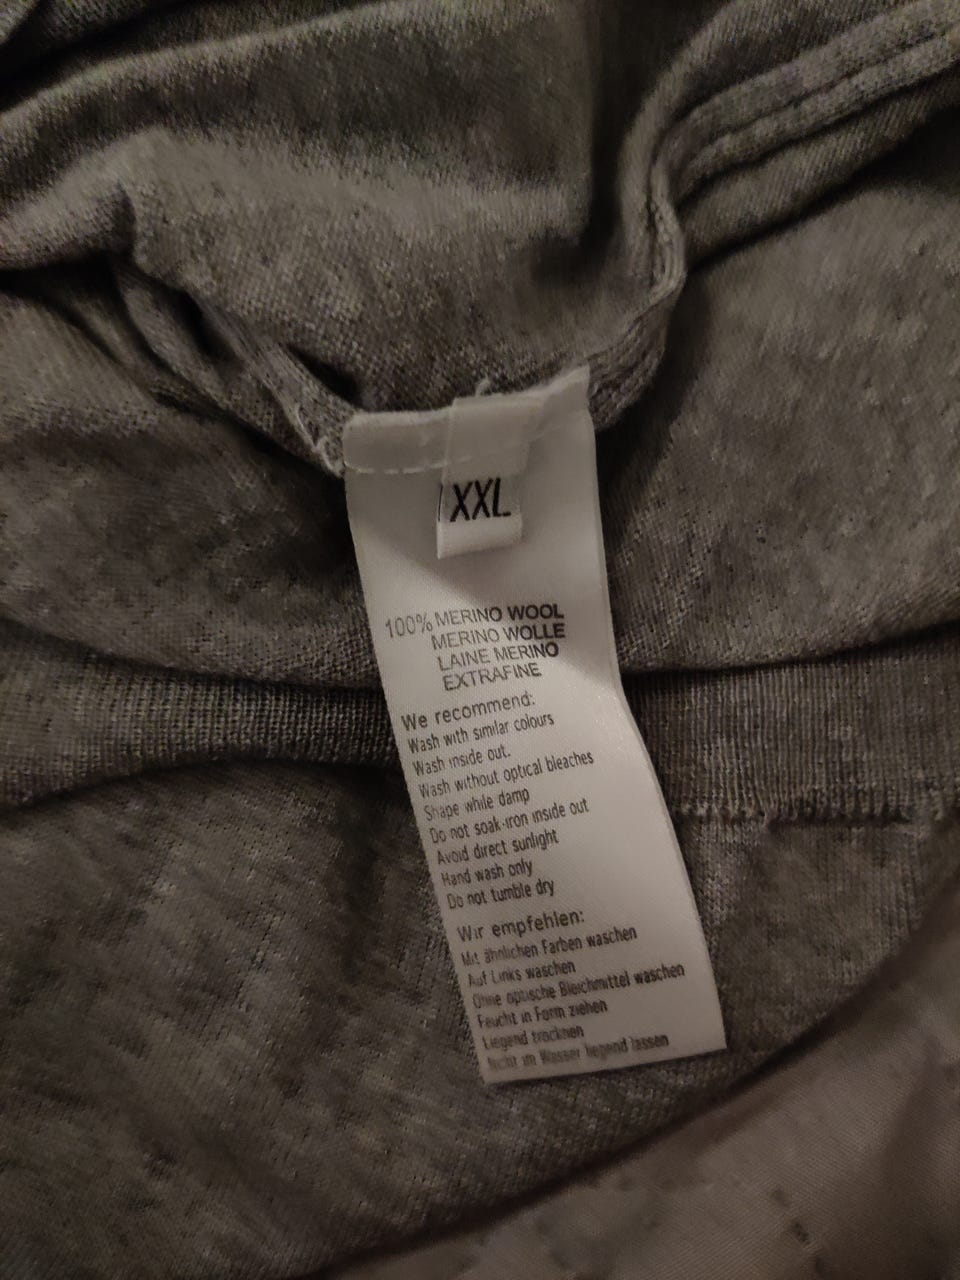 XXL
100% MERINO WOOL
MERINO WOLLE
LAINE MERINO
EXTRAFINE
We recommend:
Wash with similar colours
Wash inside out.
Wash without optical bleaches
Shape while damp
Do not soak-iron inside out
Avoid direct sunlight
Hand wash only
Do not tumble dry
Wir empfehlen:
Mit ähnlichen Farben waschen
Auf Links waschen
Ohne optische Bleichmittel waschen
Feucht in Form ziehen
Liegend trocknen
Nicht im Wasser liegend lassen